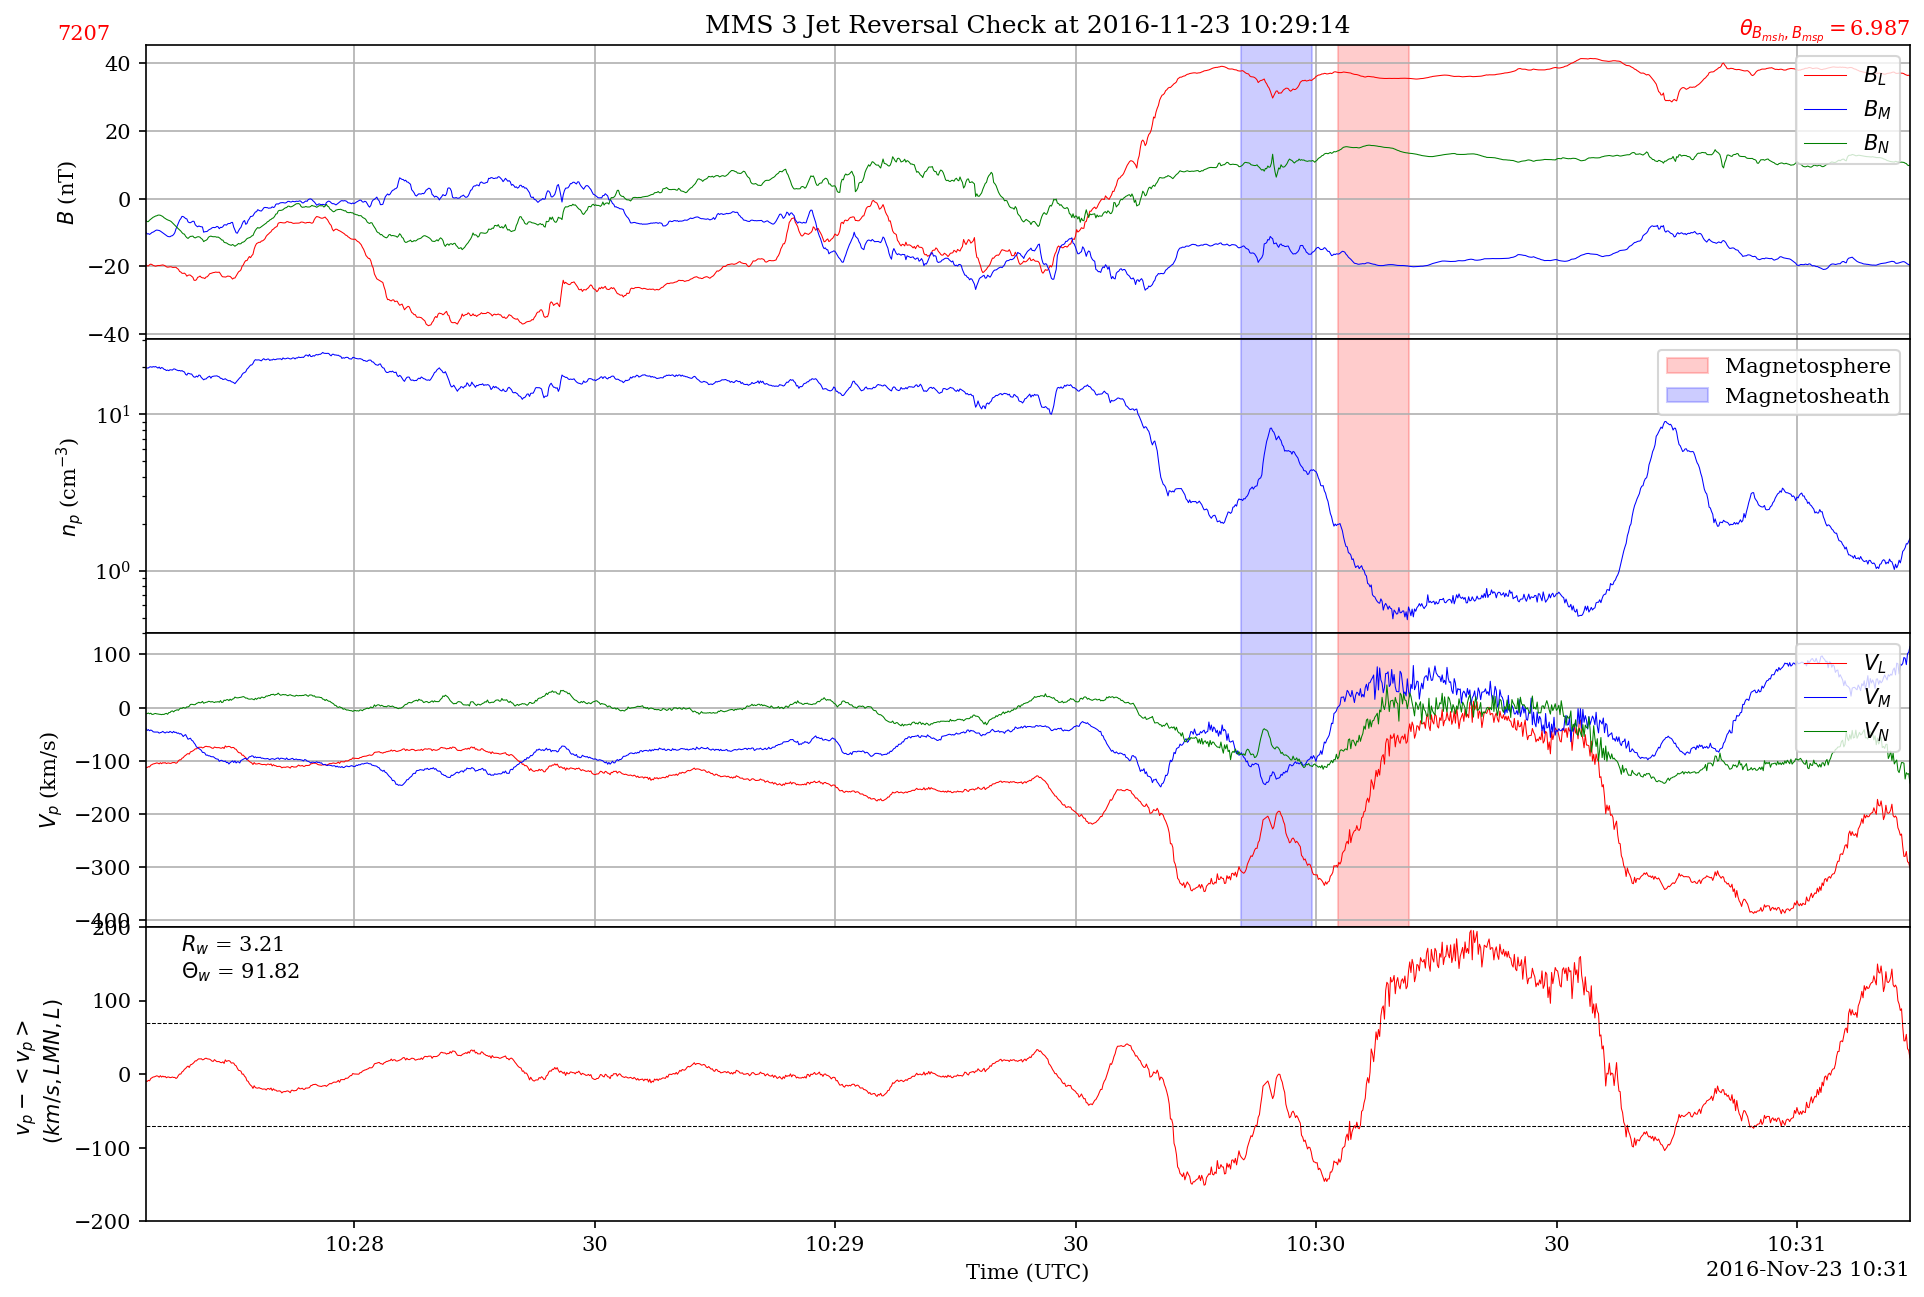 7207
MMS 3 Jet Reversal Check at 2016-11-23 10:29:14
θ_{B_{msh}, B_{msp}} = 6.987
40
20
0
−20
−40
B (nT)
B_L
B_M
B_N
10^1
10^0
n_p (cm^{−3})
Magnetosphere
Magnetosheath
100
0
−100
−200
−300
−400
V_p (km/s)
V_L
V_M
V_N
200
100
0
−100
−200
v_p − < v_p >
(km/s, LMN, L)
R_w = 3.21
Θ_w = 91.82
10:28 30 10:29 30 10:30 30 10:31
Time (UTC)
2016-Nov-23 10:31